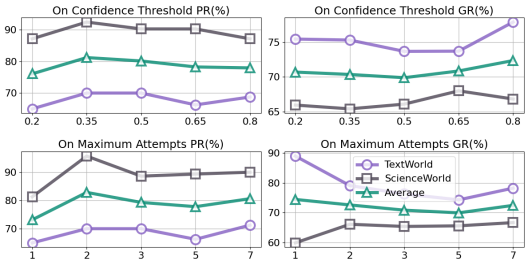 On Confidence Threshold PR(%)
90
80
70
0.2 0.35 0.5 0.65 0.8
On Confidence Threshold GR(%)
75
70
65
0.2 0.35 0.5 0.65 0.8
On Maximum Attempts PR(%)
90
80
70
1 2 3 5 7
On Maximum Attempts GR(%)
90
80
70
60
1 2 3 5 7
TextWorld
ScienceWorld
Average